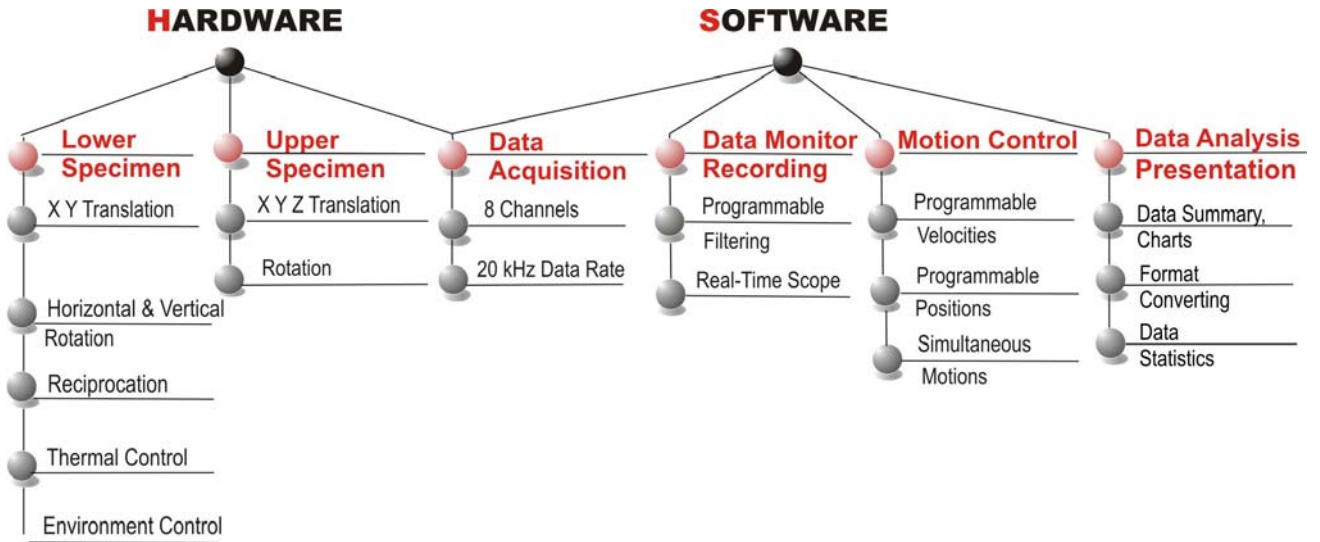 HARDWARE
SOFTWARE
Lower
Specimen
X Y Translation
Horizontal & Vertical
Rotation
Reciprocation
Thermal Control
Environment Control
Upper
Specimen
X Y Z Translation
Rotation
Data
Acquisition
8 Channels
20 kHz Data Rate
Data Monitor
Recording
Programmable
Filtering
Real-Time Scope
Motion Control
Programmable
Velocities
Programmable
Positions
Simultaneous
Motions
Data Analysis
Presentation
Data Summary,
Charts
Format
Converting
Data
Statistics